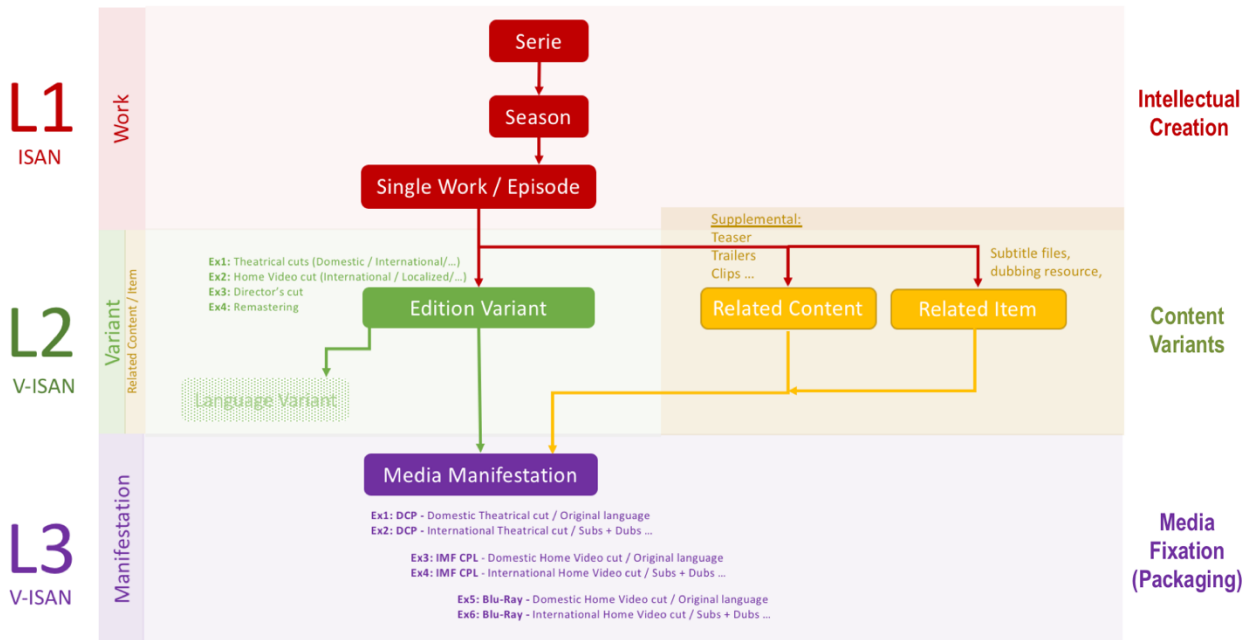 L1
ISAN
Work
Serie
Season
Single Work / Episode
Intellectual
Creation
L2
V-ISAN
Variant
Related Content / Item
Ex1: Theatrical cuts (Domestic / International/…)
Ex2: Home Video cut (International / Localized/…)
Ex3: Director's cut
Ex4: Remastering
Edition Variant
Language Variant
Supplemental:
Teaser
Trailers
Clips …
Related Content
Subtitle files,
dubbing resource,
Related Item
Content
Variants
L3
V-ISAN
Manifestation
Media Manifestation
Ex1: DCP - Domestic Theatrical cut / Original language
Ex2: DCP - International Theatrical cut / Subs + Dubs …
Ex3: IMF CPL - Domestic Home Video cut / Original language
Ex4: IMF CPL - International Home Video cut / Subs + Dubs …
Ex5: Blu-Ray - Domestic Home Video cut / Original language
Ex6: Blu-Ray - International Home Video cut / Subs + Dubs …
Media
Fixation
(Packaging)